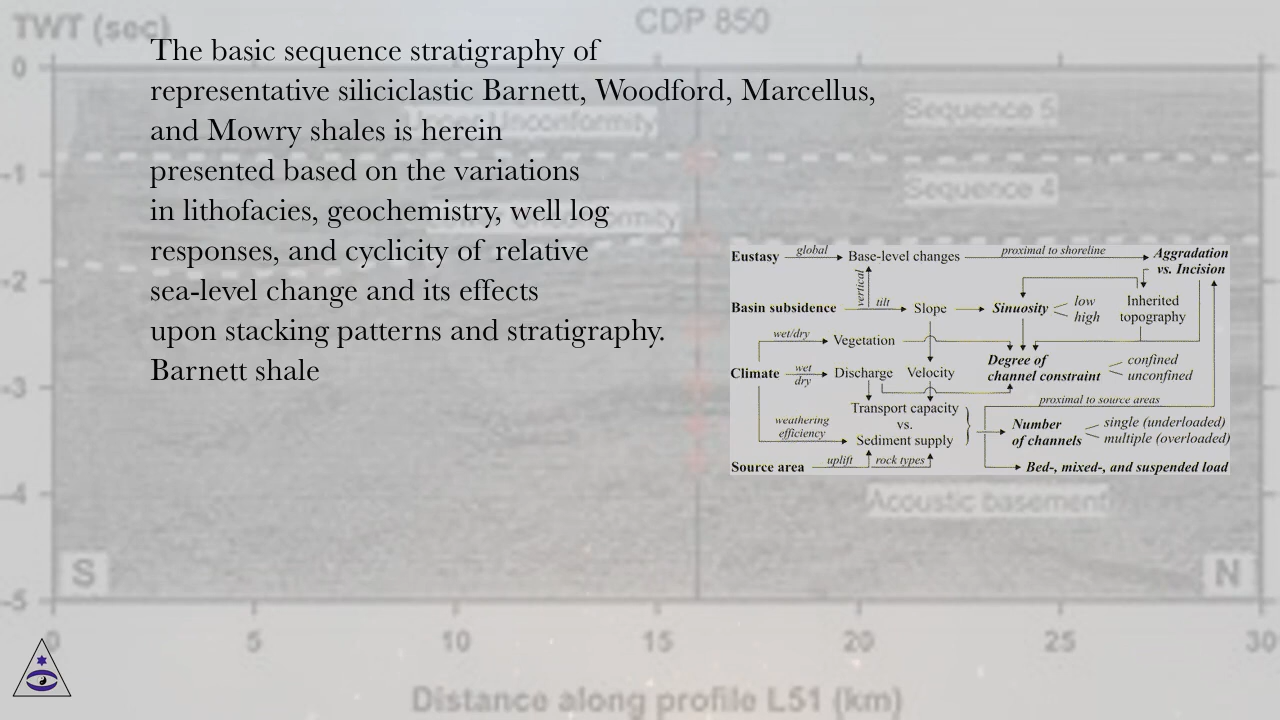 TWT (sec)
CDP 850
The basic sequence stratigraphy of
representative siliciclastic Barnett, Woodford, Marcellus,
and Mowry shales is herein
presented based on the variations
in lithofacies, geochemistry, well log
responses, and cyclicity of relative
sea-level change and its effects
upon stacking patterns and stratigraphy.
Barnett shale
Unconformity
Sequence 5
Sequence 4
Eustasy global Base-level changes proximal to shoreline Aggradation
vs. Incision
vertical
Basin subsidence tilt Slope Sinuosity low
high
Inherited
topography
wet/dry Vegetation
Climate wet
dry
Discharge Velocity
Degree of
channel constraint
confined
unconfined
Transport capacity
vs.
Sediment supply
weathering
efficiency
proximal to source areas
Number
of channels
single (underloaded)
multiple (overloaded)
Source area uplift rock types
Bed-, mixed-, and suspended load
Acoustic basement
S
N
0
-1
-2
-3
-4
-5
0 5 10 15 20 25 30
Distance along profile L51 (km)